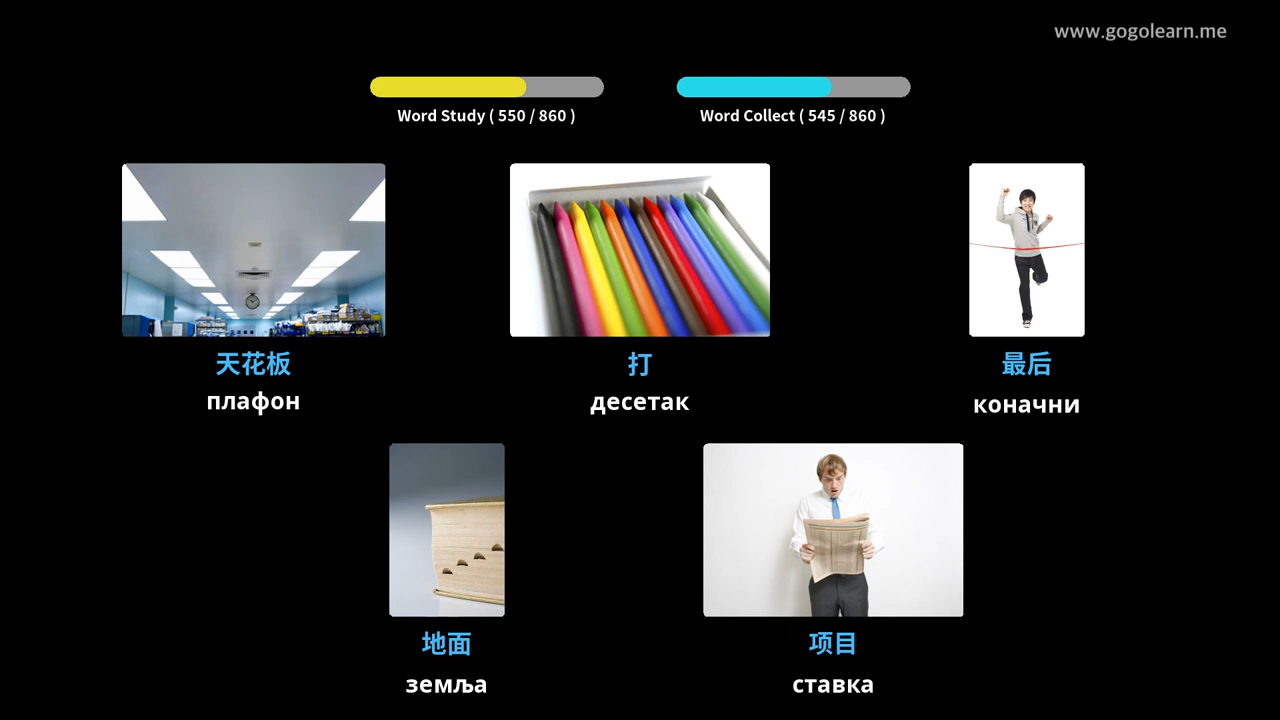 www.gogolearn.me
Word Study ( 550 / 860 )
Word Collect ( 545 / 860 )
天花板
плафон
打
десетак
最后
коначни
地面
земља
项目
ставка